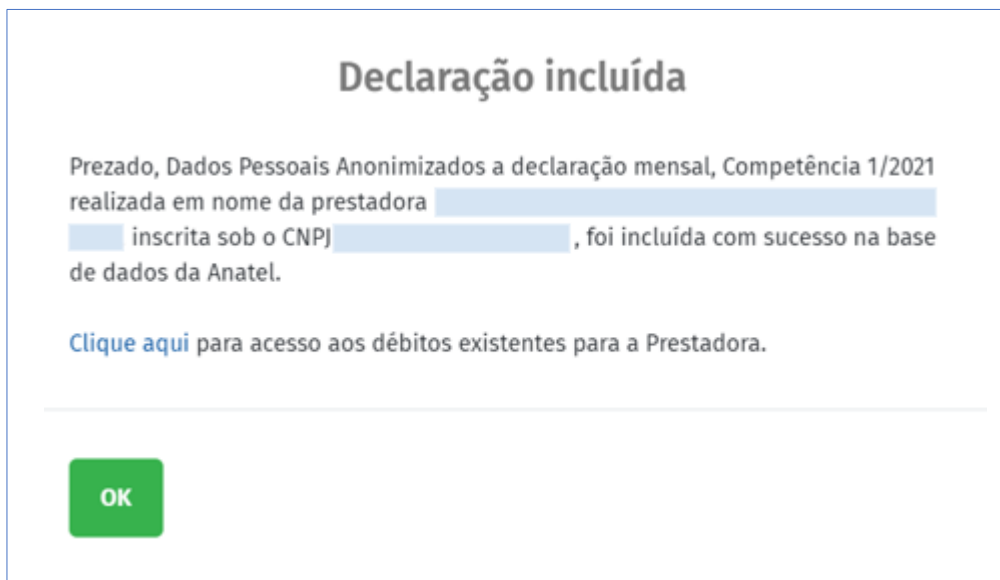 Declaração incluída
Prezado, Dados Pessoais Anonimizados a declaração mensal, Competência 1/2021
realizada em nome da prestadora
inscrita sob o CNPJ , foi incluída com sucesso na base
de dados da Anatel.
Clique aqui para acesso aos débitos existentes para a Prestadora.
OK